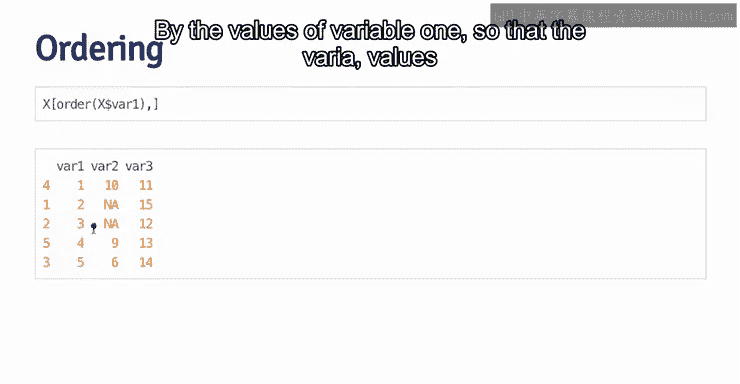 By the values of variable one, so that the
varia, values
Ordering
X[order(X$var1),]
var1 var2 var3
4 1 10 11
1 2 NA 15
2 3 NA 12
5 4 9 13
3 5 6 14